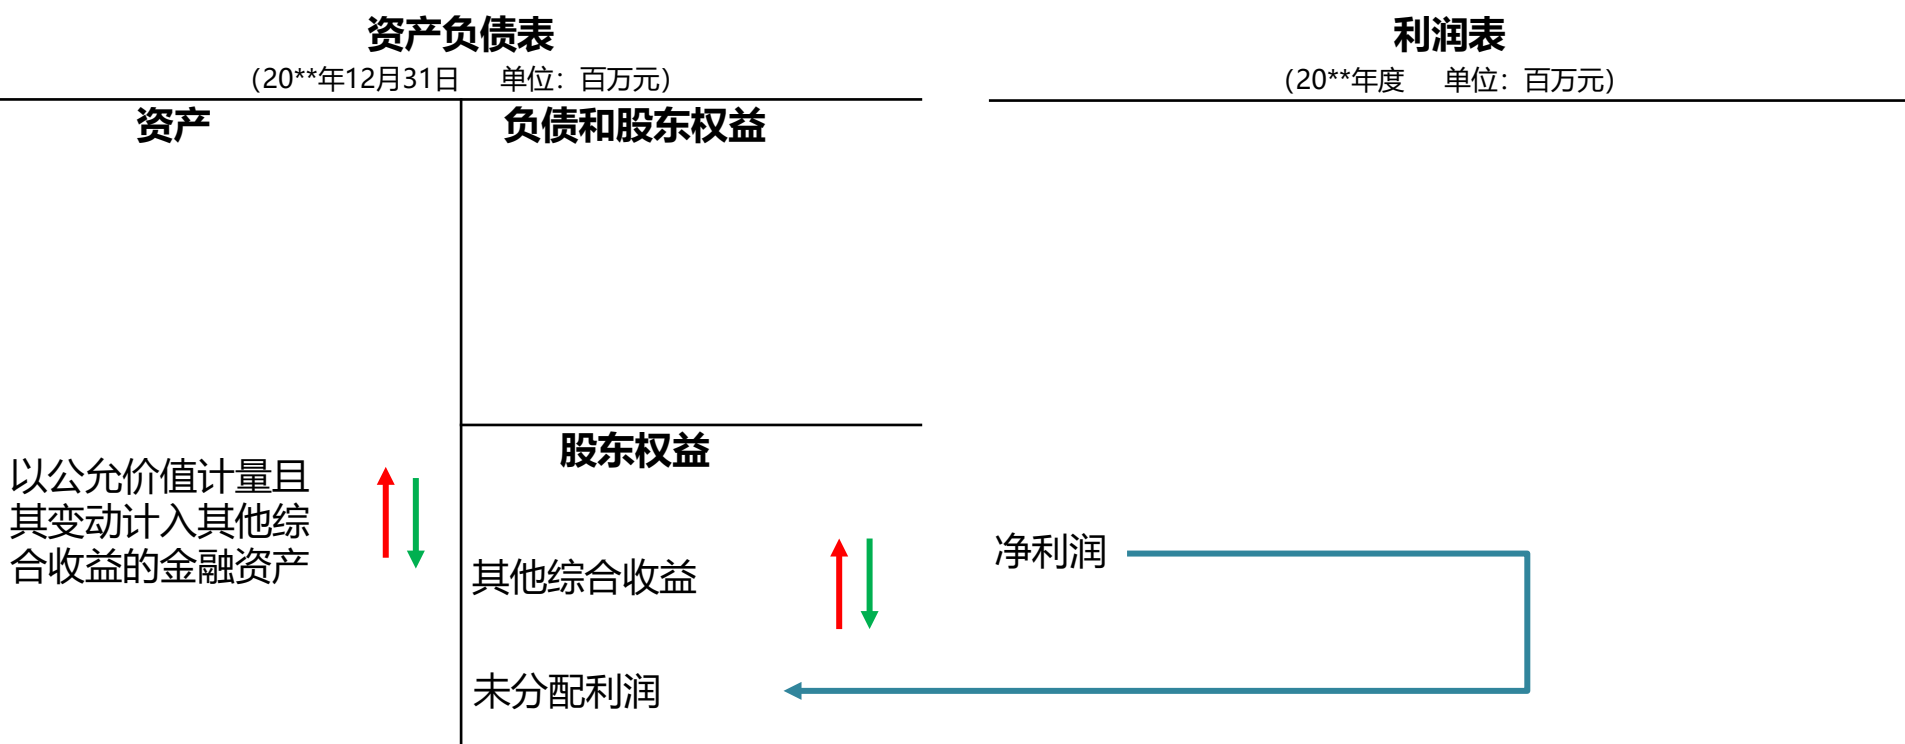 资产负债表
(20**年12月31日 单位：百万元)
资产
负债和股东权益
以公允价值计量且
其变动计入其他综
合收益的金融资产
股东权益
其他综合收益
未分配利润
利润表
(20**年度 单位：百万元)
净利润